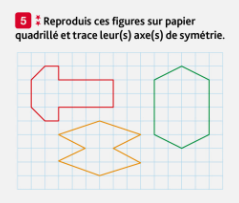 5 Reproduis ces figures sur papier
quadrillé et trace leur(s) axe(s) de symétrie.